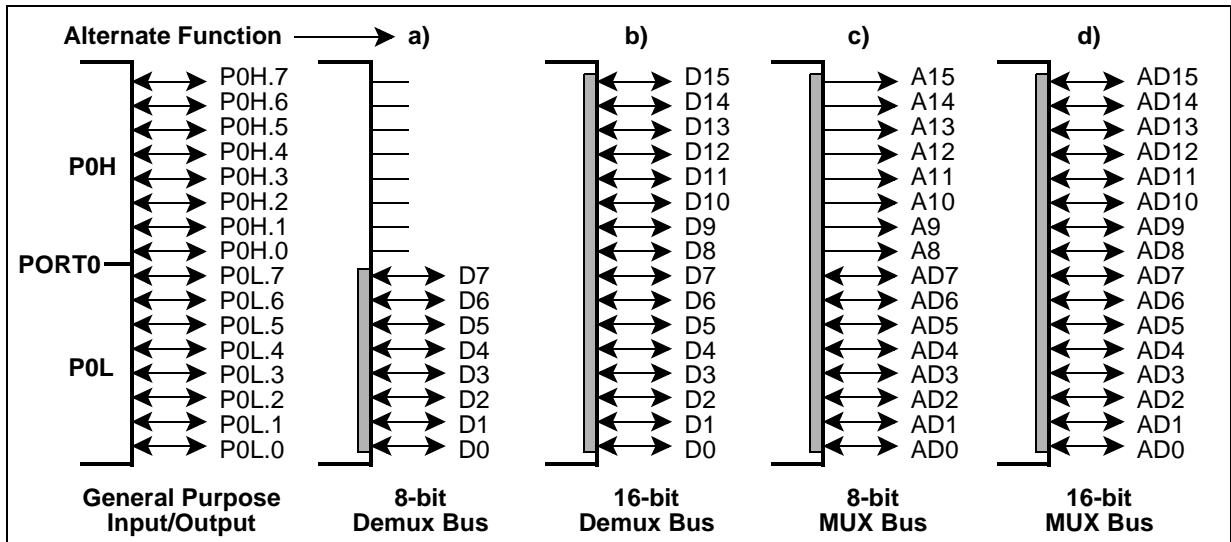 Alternate Function a) b) c) d)
P0H.7 D15 A15 AD15
P0H.6 D14 A14 AD14
P0H.5 D13 A13 AD13
P0H.4 D12 A12 AD12
P0H P0H.3 D11 A11 AD11
P0H.2 D10 A10 AD10
P0H.1 D9 A9 AD9
P0H.0 D8 A8 AD8
PORT0 P0L.7 D7 D7 AD7 AD7
P0L.6 D6 D6 AD6 AD6
P0L.5 D5 D5 AD5 AD5
P0L.4 D4 D4 AD4 AD4
P0L P0L.3 D3 D3 AD3 AD3
P0L.2 D2 D2 AD2 AD2
P0L.1 D1 D1 AD1 AD1
P0L.0 D0 D0 AD0 AD0
General Purpose 8-bit 16-bit 8-bit 16-bit
Input/Output Demux Bus Demux Bus MUX Bus MUX Bus